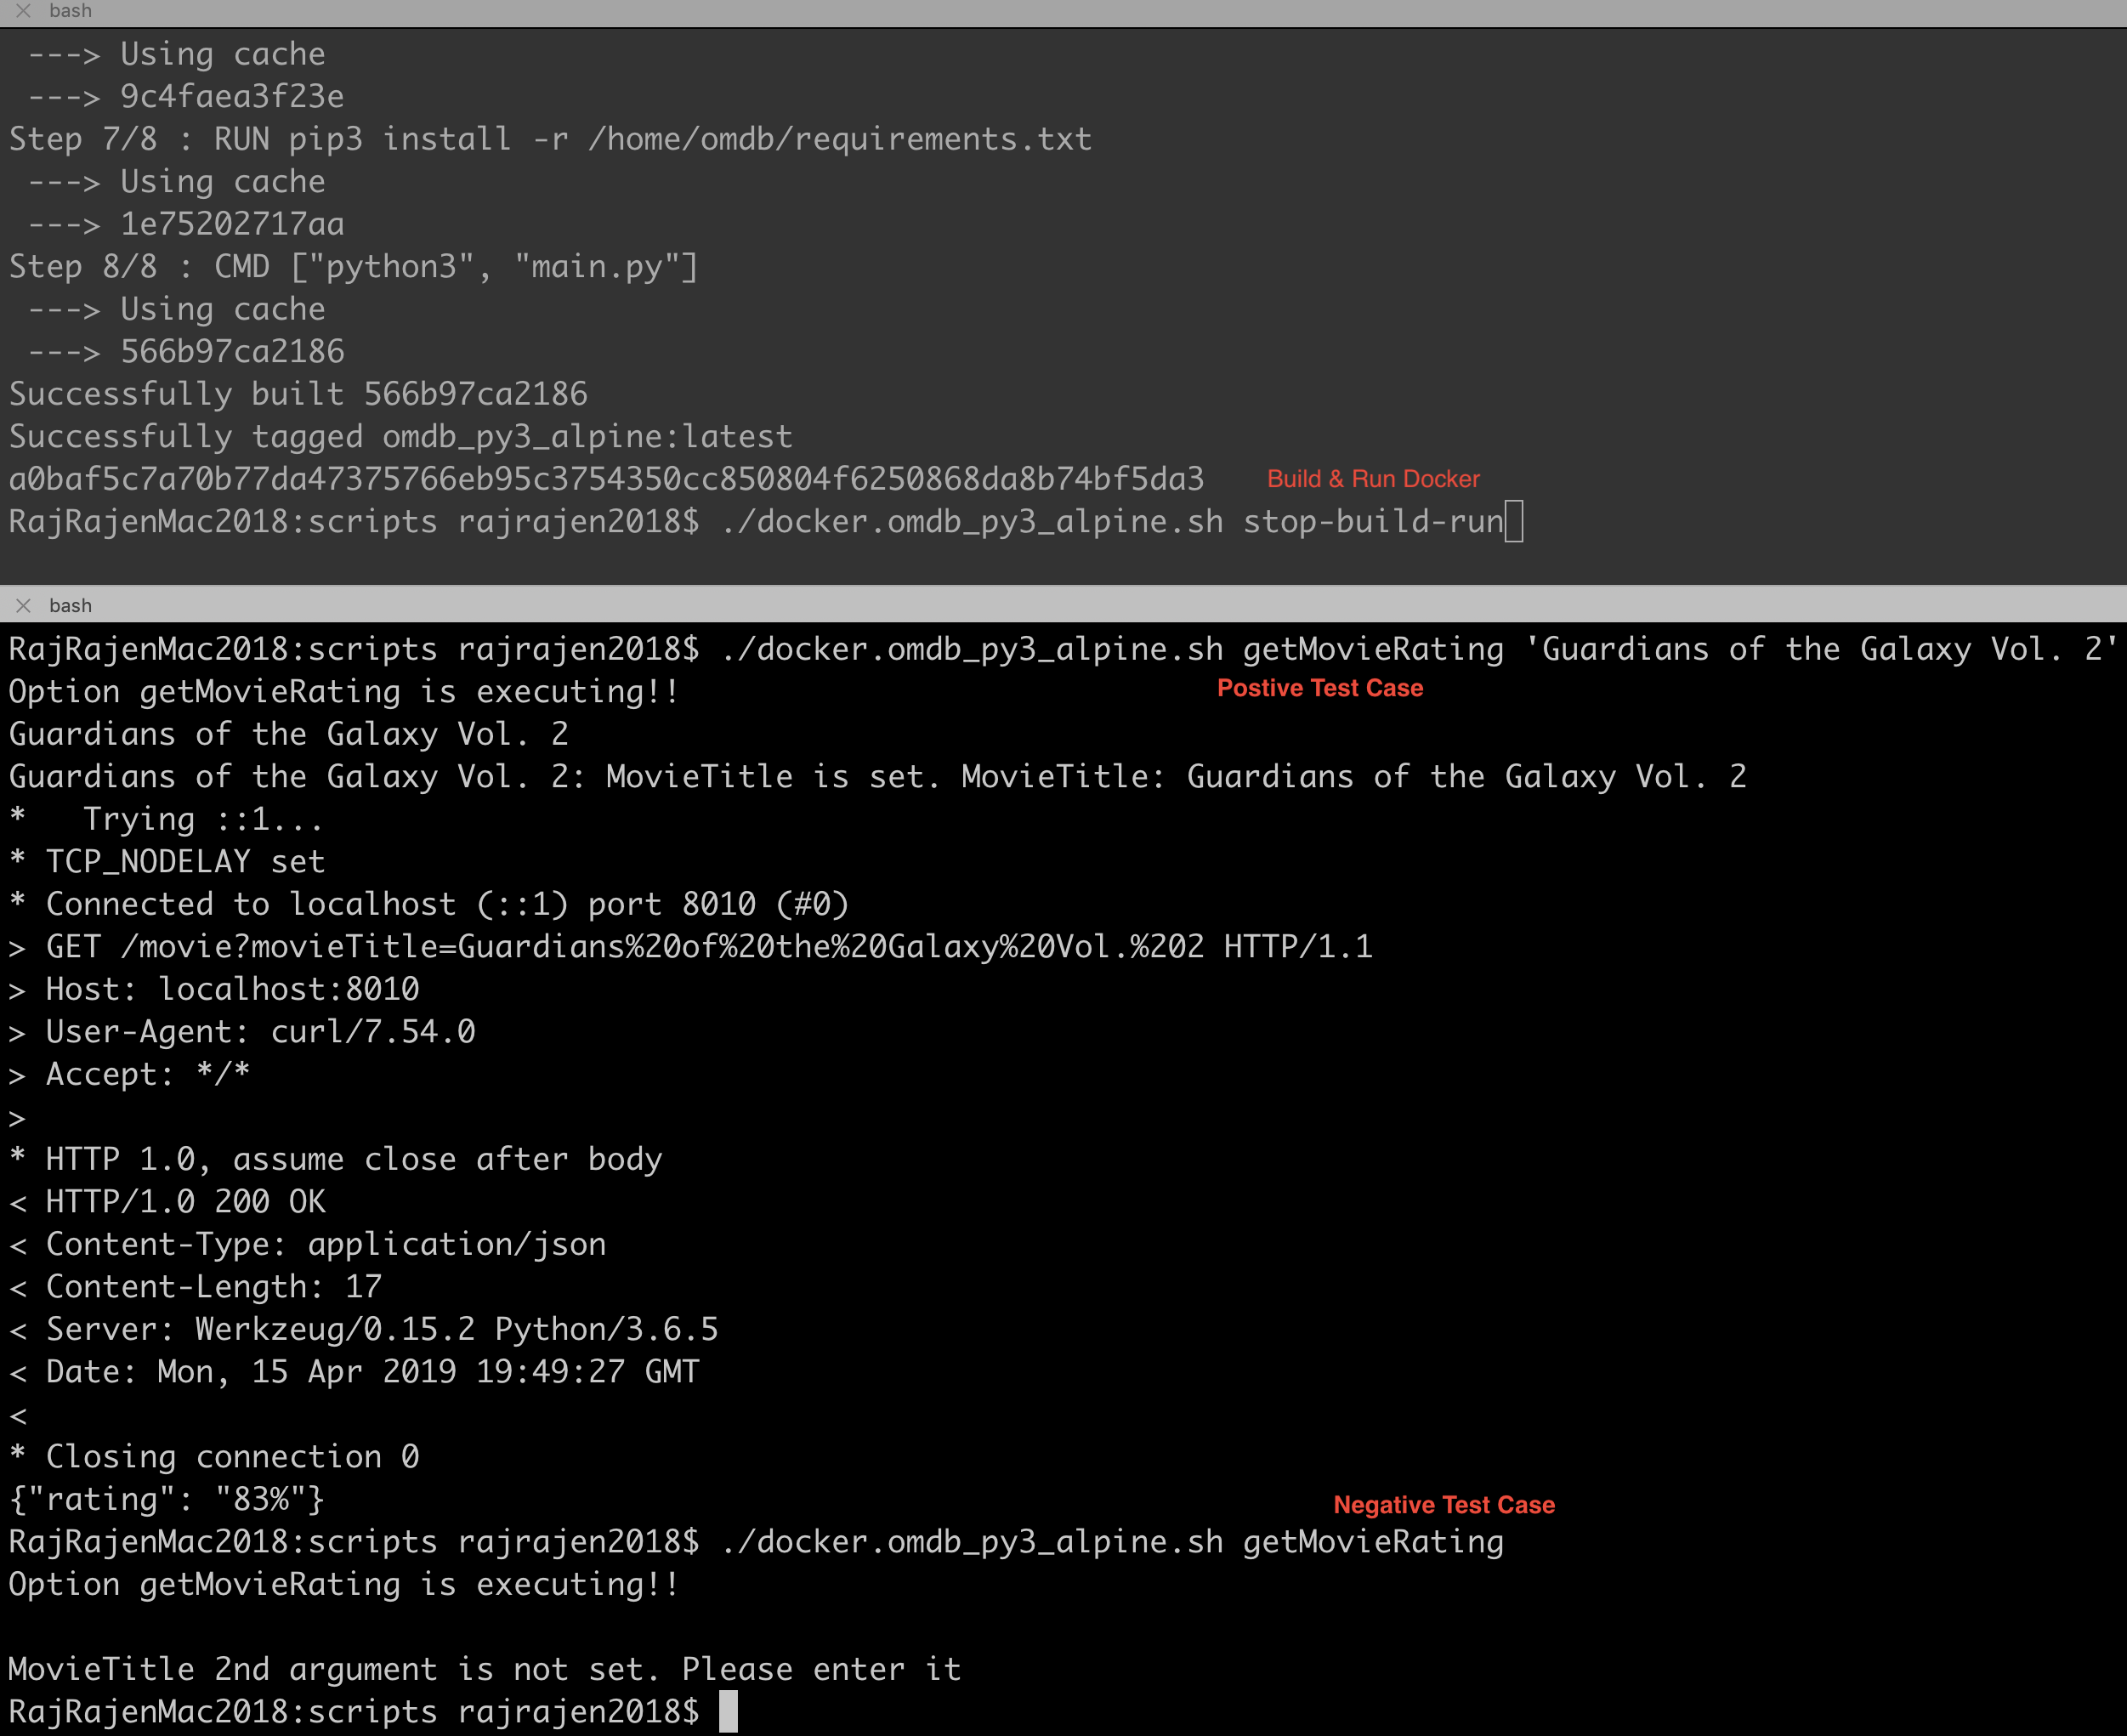 bash
---> Using cache
---> 9c4faea3f23e
Step 7/8 : RUN pip3 install -r /home/omdb/requirements.txt
---> Using cache
---> 1e75202717aa
Step 8/8 : CMD ["python3", "main.py"]
---> Using cache
---> 566b97ca2186
Successfully built 566b97ca2186
Successfully tagged omdb_py3_alpine:latest
a0baf5c7a70b77da47375766eb95c3754350cc850804f6250868da8b74bf5da3 Build & Run Docker
RajRajenMac2018:scripts rajrajen2018$ ./docker.omdb_py3_alpine.sh stop-build-run
bash
RajRajenMac2018:scripts rajrajen2018$ ./docker.omdb_py3_alpine.sh getMovieRating 'Guardians of the Galaxy Vol. 2'
Option getMovieRating is executing!! Postive Test Case
Guardians of the Galaxy Vol. 2
Guardians of the Galaxy Vol. 2: MovieTitle is set. MovieTitle: Guardians of the Galaxy Vol. 2
*   Trying ::1...
* TCP_NODELAY set
* Connected to localhost (::1) port 8010 (#0)
> GET /movie?movieTitle=Guardians%20of%20the%20Galaxy%20Vol.%202 HTTP/1.1
> Host: localhost:8010
> User-Agent: curl/7.54.0
> Accept: */*
>
* HTTP 1.0, assume close after body
< HTTP/1.0 200 OK
< Content-Type: application/json
< Content-Length: 17
< Server: Werkzeug/0.15.2 Python/3.6.5
< Date: Mon, 15 Apr 2019 19:49:27 GMT
<
* Closing connection 0
{"rating": "83%"} Negative Test Case
RajRajenMac2018:scripts rajrajen2018$ ./docker.omdb_py3_alpine.sh getMovieRating
Option getMovieRating is executing!!
MovieTitle 2nd argument is not set. Please enter it
RajRajenMac2018:scripts rajrajen2018$